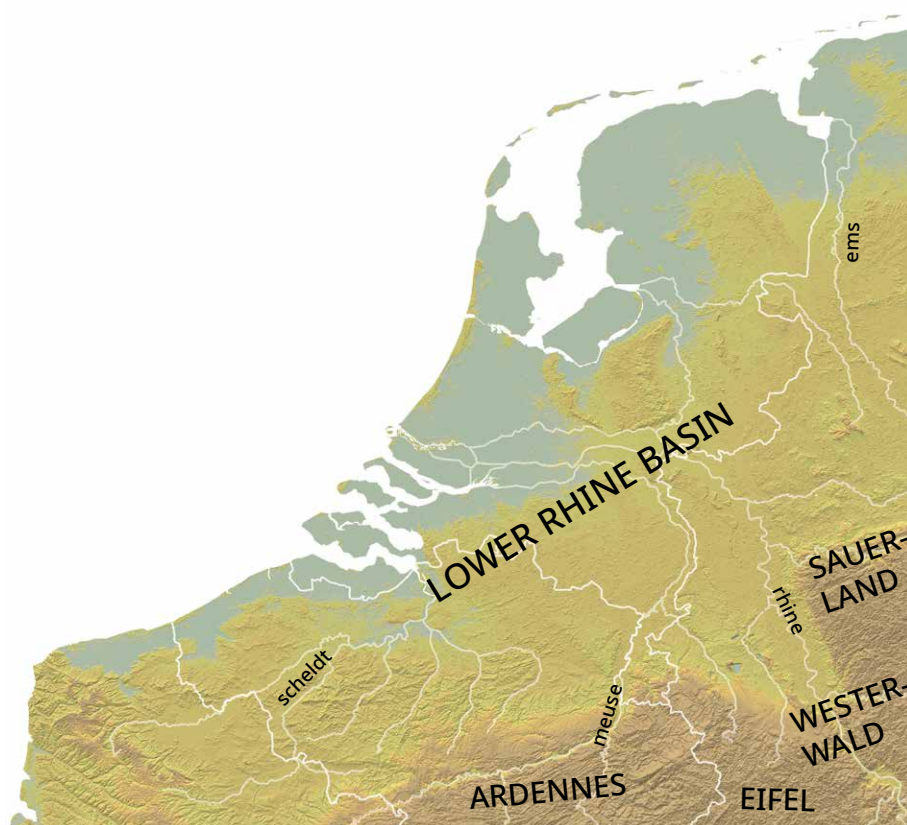 ems
LOWER RHINE BASIN
SAUER-
LAND
rhine
scheldt
meuse
WESTER-
WALD
ARDENNES
EIFEL